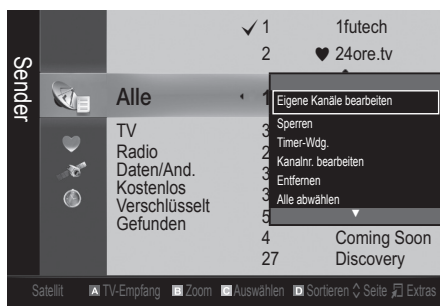 Sender
✓ 1 1futech
2 ♥ 24ore.tv
Alle
TV
Radio
Daten/And.
Kostenlos
Verschlüsselt
Gefunden
Eigene Kanäle bearbeiten
Sperren
Timer-Wdg.
Kanalnr. bearbeiten
Entfernen
Alle abwählen
▼
4 Coming Soon
27 Discovery
Satellit A TV-Empfang B Zoom C Auswählen D Sortieren Seite Extras